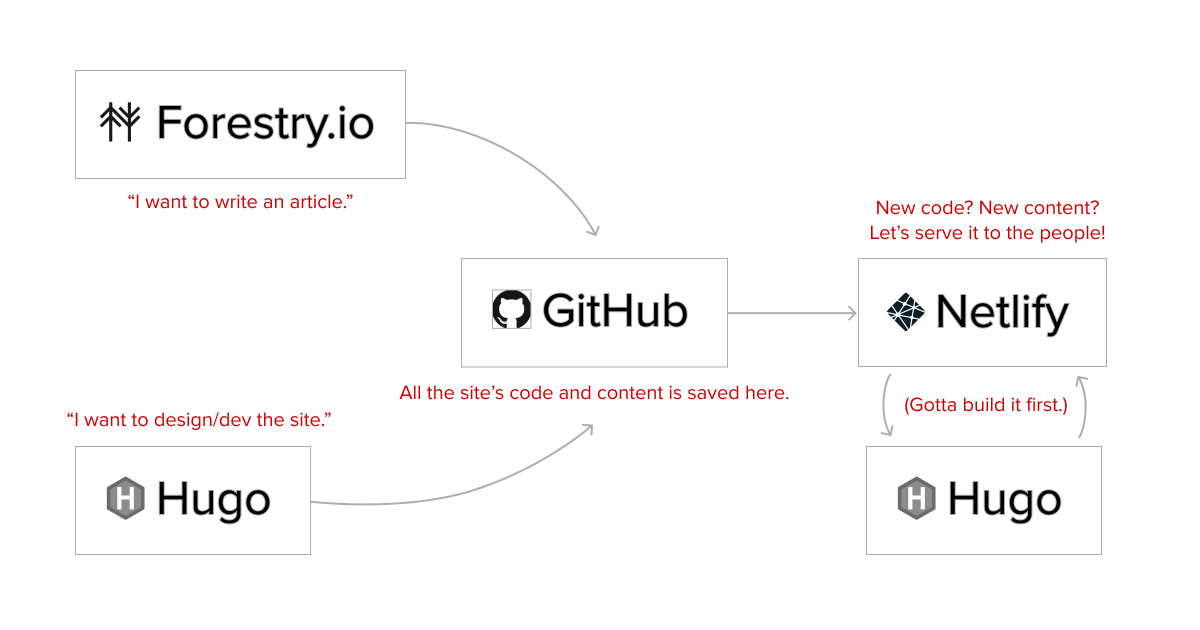 Forestry.io
“I want to write an article.”
New code? New content?
Let’s serve it to the people!
GitHub
Netlify
All the site’s code and content is saved here.
(Gotta build it first.)
“I want to design/dev the site.”
H Hugo
H Hugo